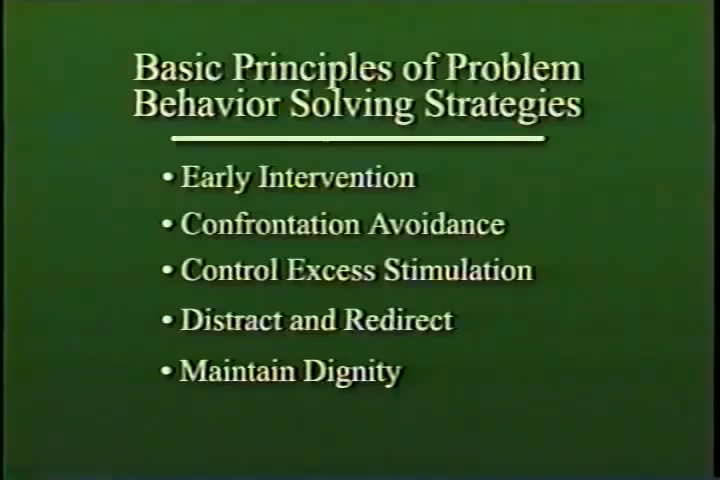 Basic Principles of Problem
Behavior Solving Strategies
• Early Intervention
• Confrontation Avoidance
• Control Excess Stimulation
• Distract and Redirect
• Maintain Dignity